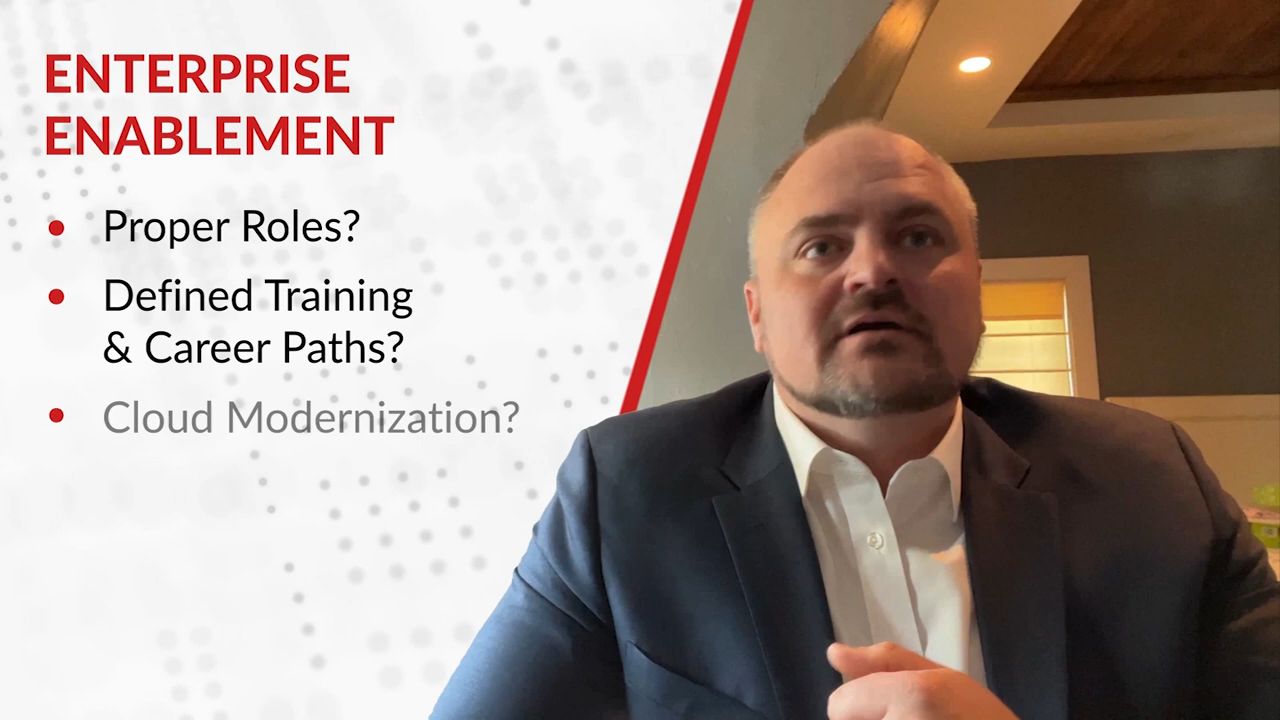 ENTERPRISE
ENABLEMENT
• Proper Roles?
• Defined Training
& Career Paths?
• Cloud Modernization?